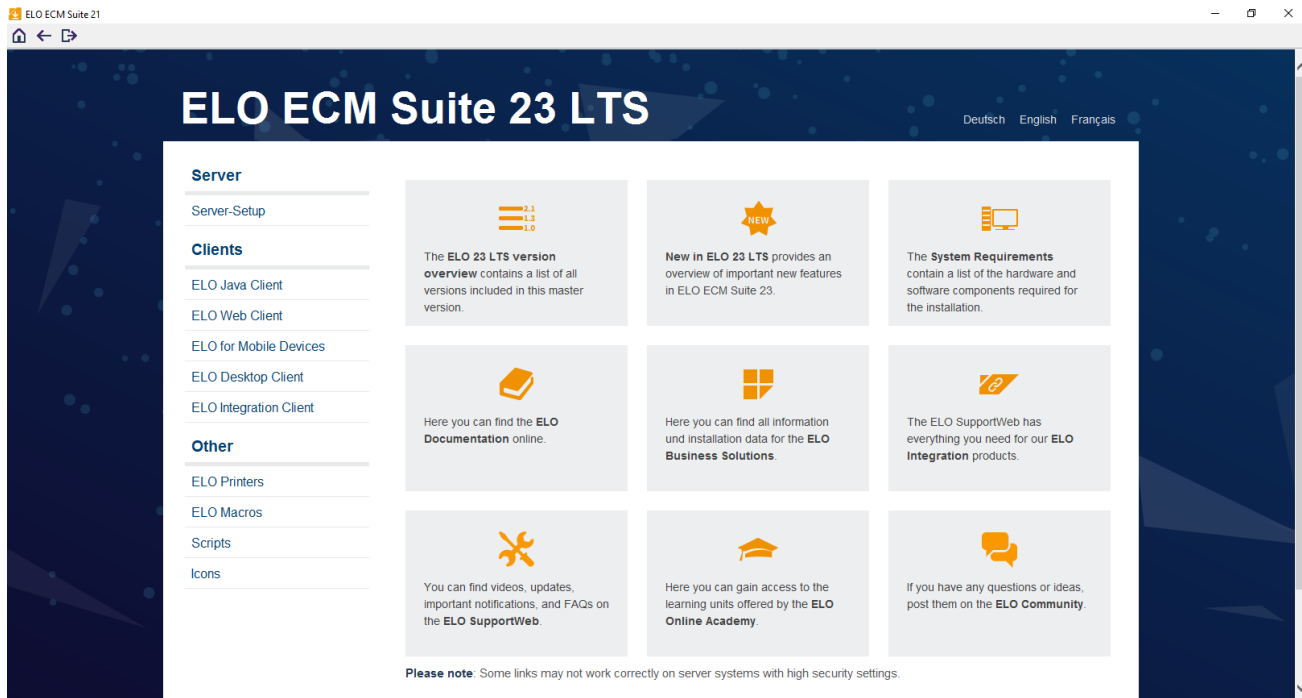 ELO ECM Suite 21
ELO ECM Suite 23 LTS
Deutsch English Français
Server
Server-Setup
Clients
ELO Java Client
ELO Web Client
ELO for Mobile Devices
ELO Desktop Client
ELO Integration Client
Other
ELO Printers
ELO Macros
Scripts
Icons
2.1
1.3
1.0
The ELO 23 LTS version
overview contains a list of all
versions included in this master
version.
NEW
New in ELO 23 LTS provides an
overview of important new features
in ELO ECM Suite 23.
The System Requirements
contain a list of the hardware and
software components required for
the installation.
Here you can find the ELO
Documentation online.
Here you can find all information
und installation data for the ELO
Business Solutions.
The ELO SupportWeb has
everything you need for our ELO
Integration products.
You can find videos, updates,
important notifications, and FAQs on
the ELO SupportWeb.
Here you can gain access to the
learning units offered by the ELO
Online Academy.
If you have any questions or ideas,
post them on the ELO Community.
Please note: Some links may not work correctly on server systems with high security settings.